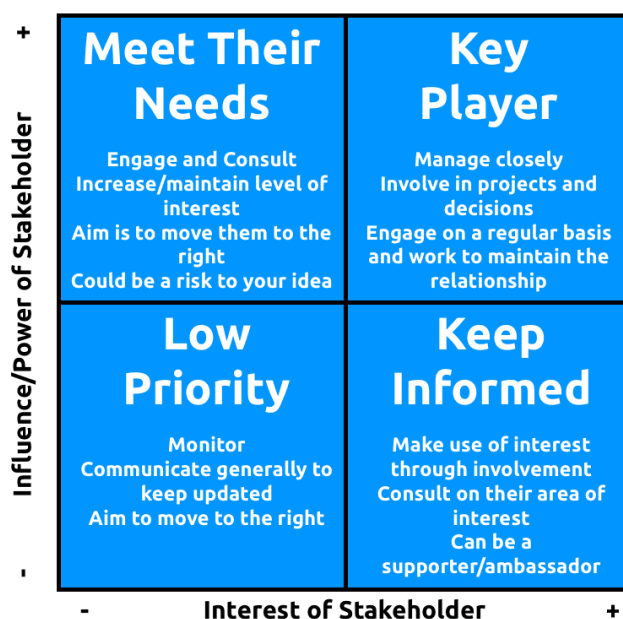 +
Influence/Power of Stakeholder
-
Meet Their
Needs
Engage and Consult
Increase/maintain level of
interest
Aim is to move them to the
right
Could be a risk to your idea
Key
Player
Manage closely
Involve in projects and
decisions
Engage on a regular basis
and work to maintain the
relationship
Low
Priority
Monitor
Communicate generally to
keep updated
Aim to move to the right
Keep
Informed
Make use of interest
through involvement
Consult on their area of
interest
Can be a
supporter/ambassador
- Interest of Stakeholder +